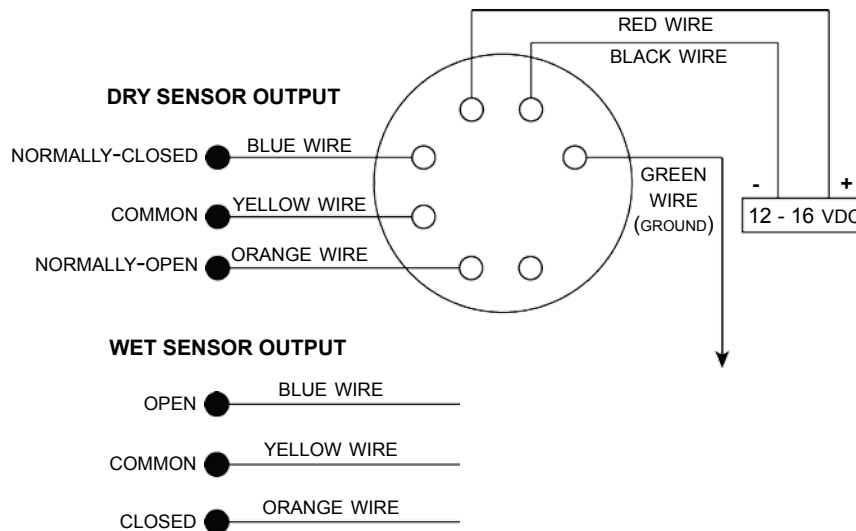 RED WIRE
BLACK WIRE
DRY SENSOR OUTPUT
NORMALLY-CLOSED BLUE WIRE
COMMON YELLOW WIRE
NORMALLY-OPEN ORANGE WIRE
GREEN
WIRE
(GROUND)
- +
12 - 16 VDC
WET SENSOR OUTPUT
OPEN BLUE WIRE
COMMON YELLOW WIRE
CLOSED ORANGE WIRE